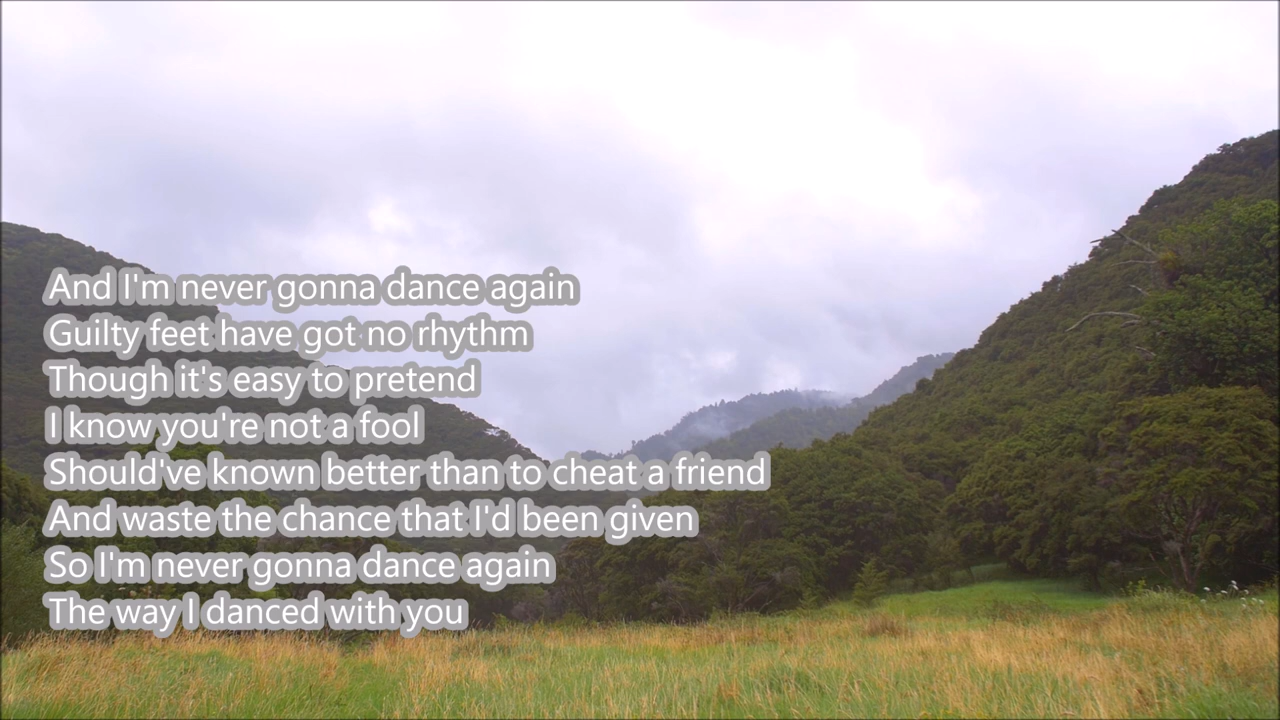 And I'm never gonna dance again
Guilty feet have got no rhythm
Though it's easy to pretend
I know you're not a fool
Should've known better than to cheat a friend
And waste the chance that I'd been given
So I'm never gonna dance again
The way I danced with you